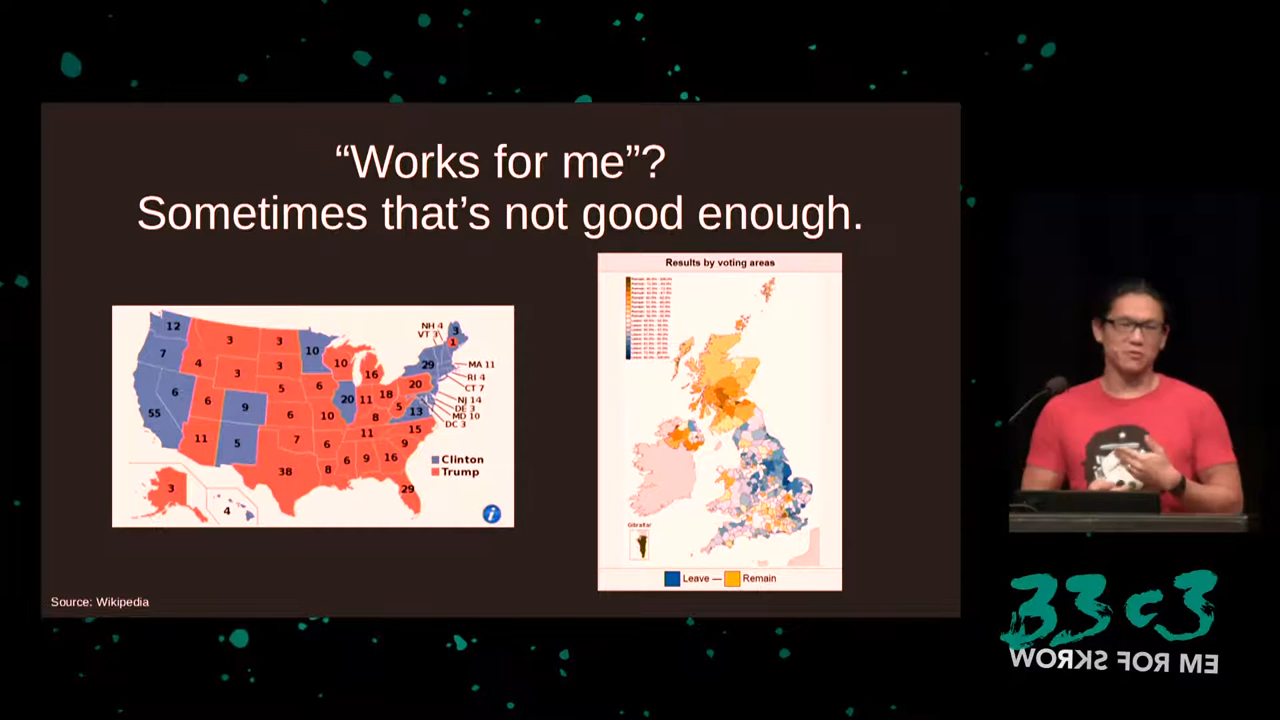 “Works for me”?
Sometimes that’s not good enough.
Results by voting areas
12
3
3
10
NH 4
VT 3
3
1
7
4
3
3
10
16
29
MA 11
RI 4
CT 7
6
6
9
5
6
20
11
18
20
NJ 14
DE 3
MD 10
DC 3
55
6
10
8
5
13
11
5
7
6
11
15
9
38
8
6
9
16
29
3
4
Clinton
Trump
i
Gibraltar
Leave — Remain
Source: Wikipedia
33c3
WORKS FOR ME